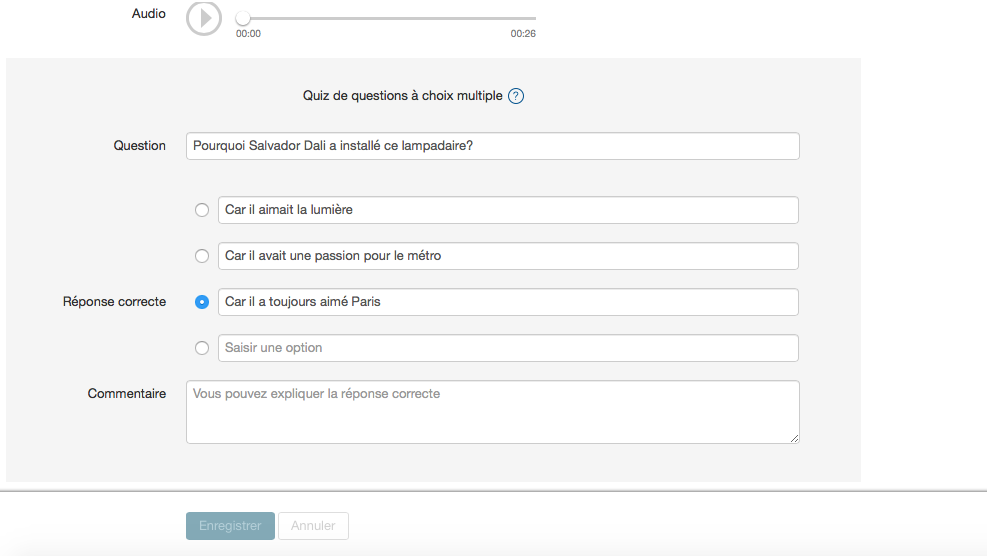 Audio
00:00 00:26
Quiz de questions à choix multiple ?
Question Pourquoi Salvador Dali a installé ce lampadaire?
Car il aimait la lumière
Car il avait une passion pour le métro
Réponse correcte Car il a toujours aimé Paris
Saisir une option
Commentaire Vous pouvez expliquer la réponse correcte
Enregistrer Annuler